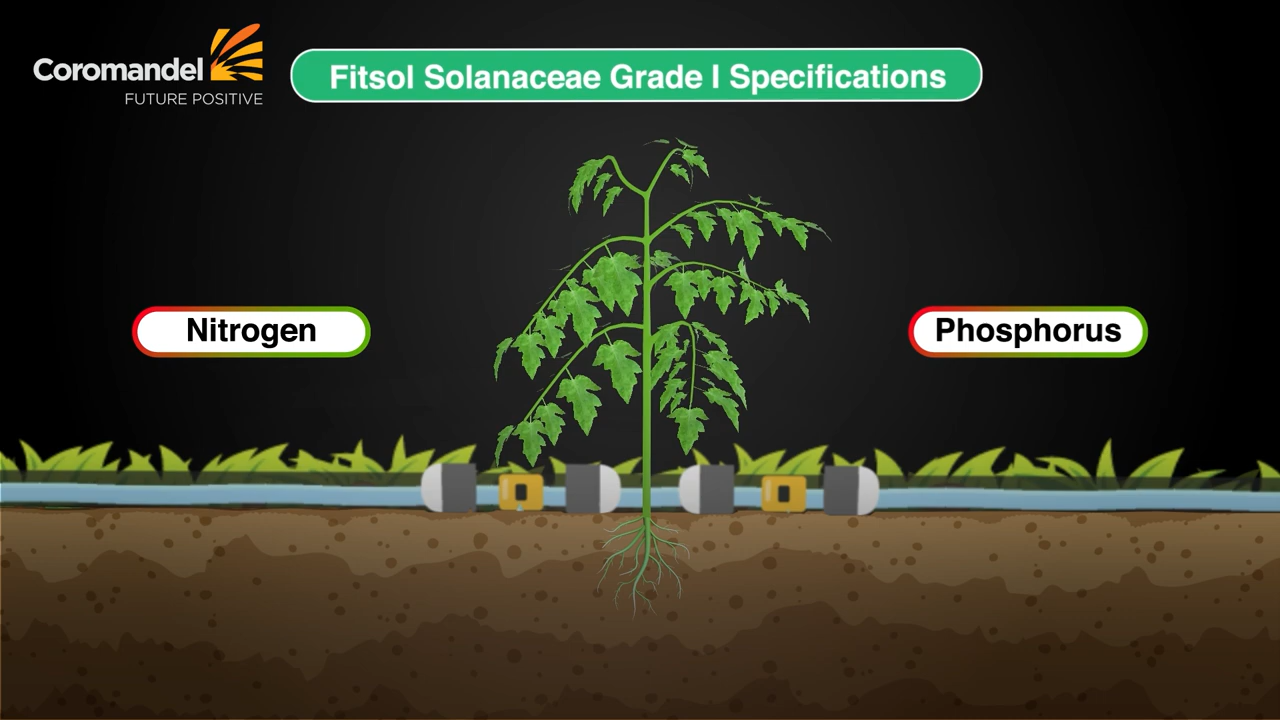 Coromandel
FUTURE POSITIVE
Fitsol Solanaceae Grade I Specifications
Nitrogen
Phosphorus